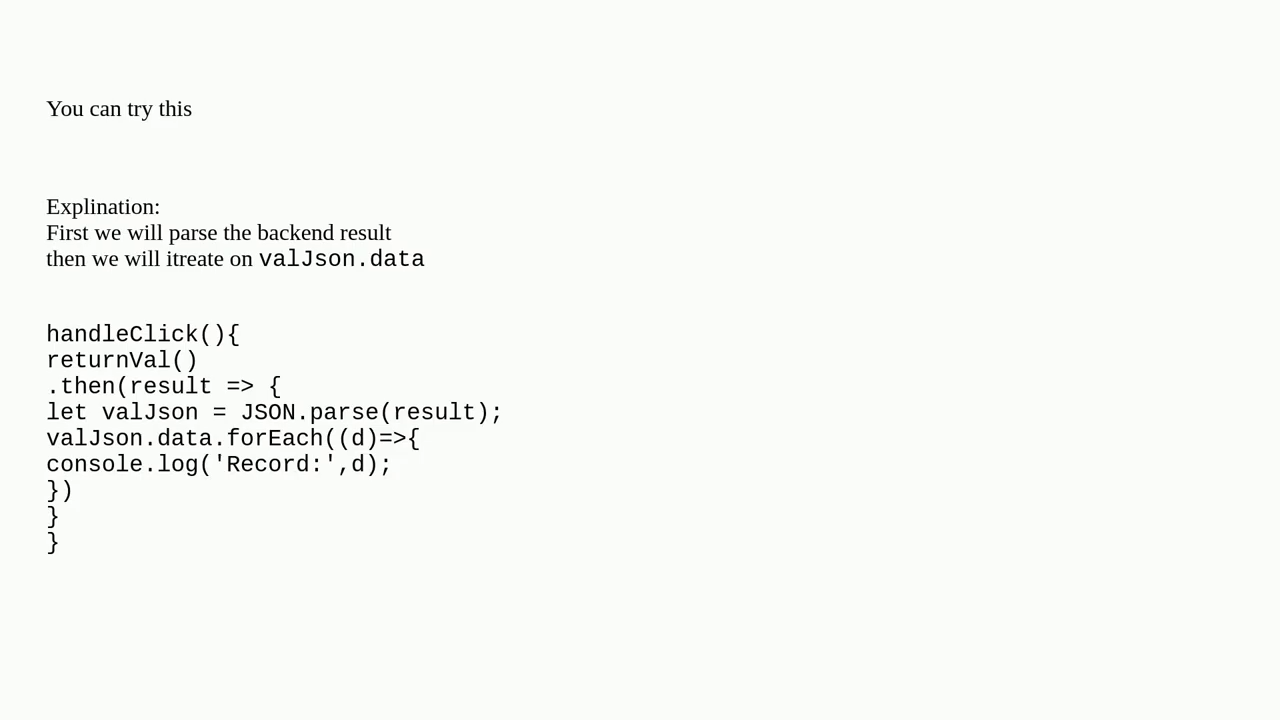 You can try this
Explination:
First we will parse the backend result
then we will itreate on valJson.data
handleClick(){
returnVal()
.then(result => {
let valJson = JSON.parse(result);
valJson.data.forEach((d)=>{
console.log('Record:',d);
})
}
}